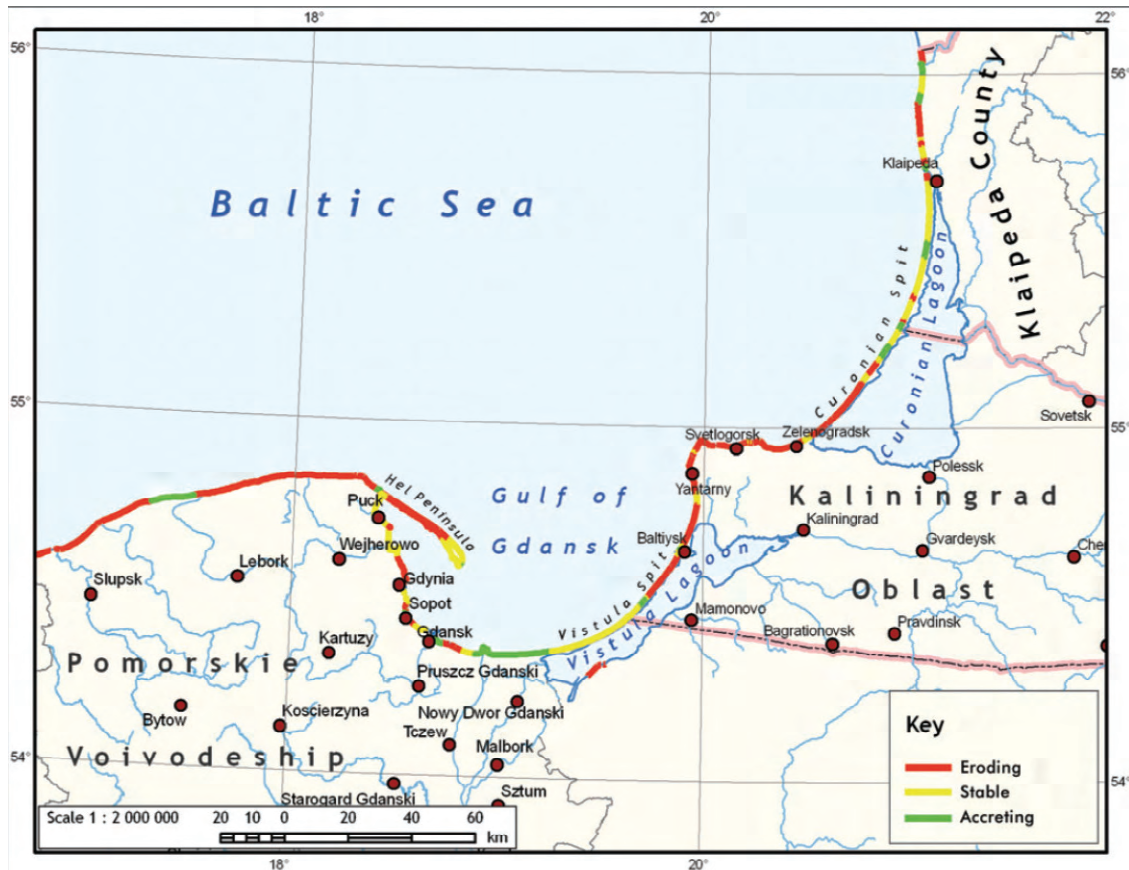 18°
20°
22°
56°
56°
Baltic Sea
Klaipeda
Klaipeda County
Curonian Spit
Curonian Lagoon
55°
55°
Sovetsk
Svetlogorsk
Zelenogradsk
Polessk
Yantarny
Kaliningrad
Oblast
Kaliningrad
Baltiysk
Gvardeysk
Che
Hel Peninsula
Gulf of
Gdansk
Puck
Wejherowo
Lebork
Slupsk
Gdynia
Sopot
Gdansk
Vistula Spit
Vistula Lagoon
Mamonovo
Bagrationovsk
Pravdinsk
Kartuzy
Pomorskie
Voivodeship
Pruszcz Gdanski
Nowy Dwor Gdanski
Bytow
Koscierzyna
Tczew
Malbork
Starogard Gdanski
Sztum
54°
54°
Key
Eroding
Stable
Accreting
Scale 1 : 2 000 000
20 10 0 20 40 60
km
18°
20°